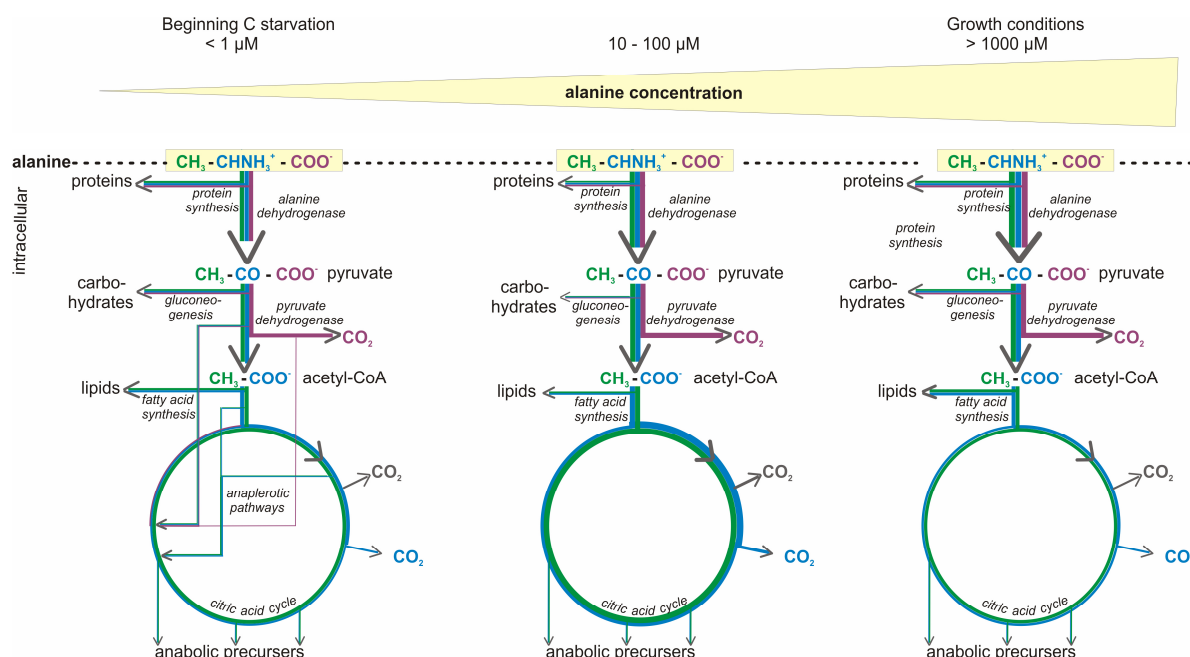 Beginning C starvation
< 1 µM
10 - 100 µM
Growth conditions
> 1000 µM
alanine concentration
alanine
intracellular
CH₃-CHNH₃⁺-COO⁻
proteins
protein
synthesis
alanine
dehydrogenase
CH₃-CO-COO⁻ pyruvate
carbo-
hydrates
gluconeo-
genesis
pyruvate
dehydrogenase
CO₂
CH₃-COO⁻ acetyl-CoA
lipids
fatty acid
synthesis
anaplerotic
pathways
CO₂
CO₂
citric acid cycle
anabolic precursers
CH₃-CHNH₃⁺-COO⁻
proteins
protein
synthesis
alanine
dehydrogenase
CH₃-CO-COO⁻ pyruvate
carbo-
hydrates
gluconeo-
genesis
pyruvate
dehydrogenase
CO₂
CH₃-COO⁻ acetyl-CoA
lipids
fatty acid
synthesis
CO₂
CO₂
citric acid cycle
anabolic precursers
CH₃-CHNH₃⁺-COO⁻
proteins
protein
synthesis
alanine
dehydrogenase
protein
synthesis
CH₃-CO-COO⁻ pyruvate
carbo-
hydrates
gluconeo-
genesis
pyruvate
dehydrogenase
CO₂
CH₃-COO⁻ acetyl-CoA
lipids
fatty acid
synthesis
CO₂
CO
citric acid cycle
anabolic precursers